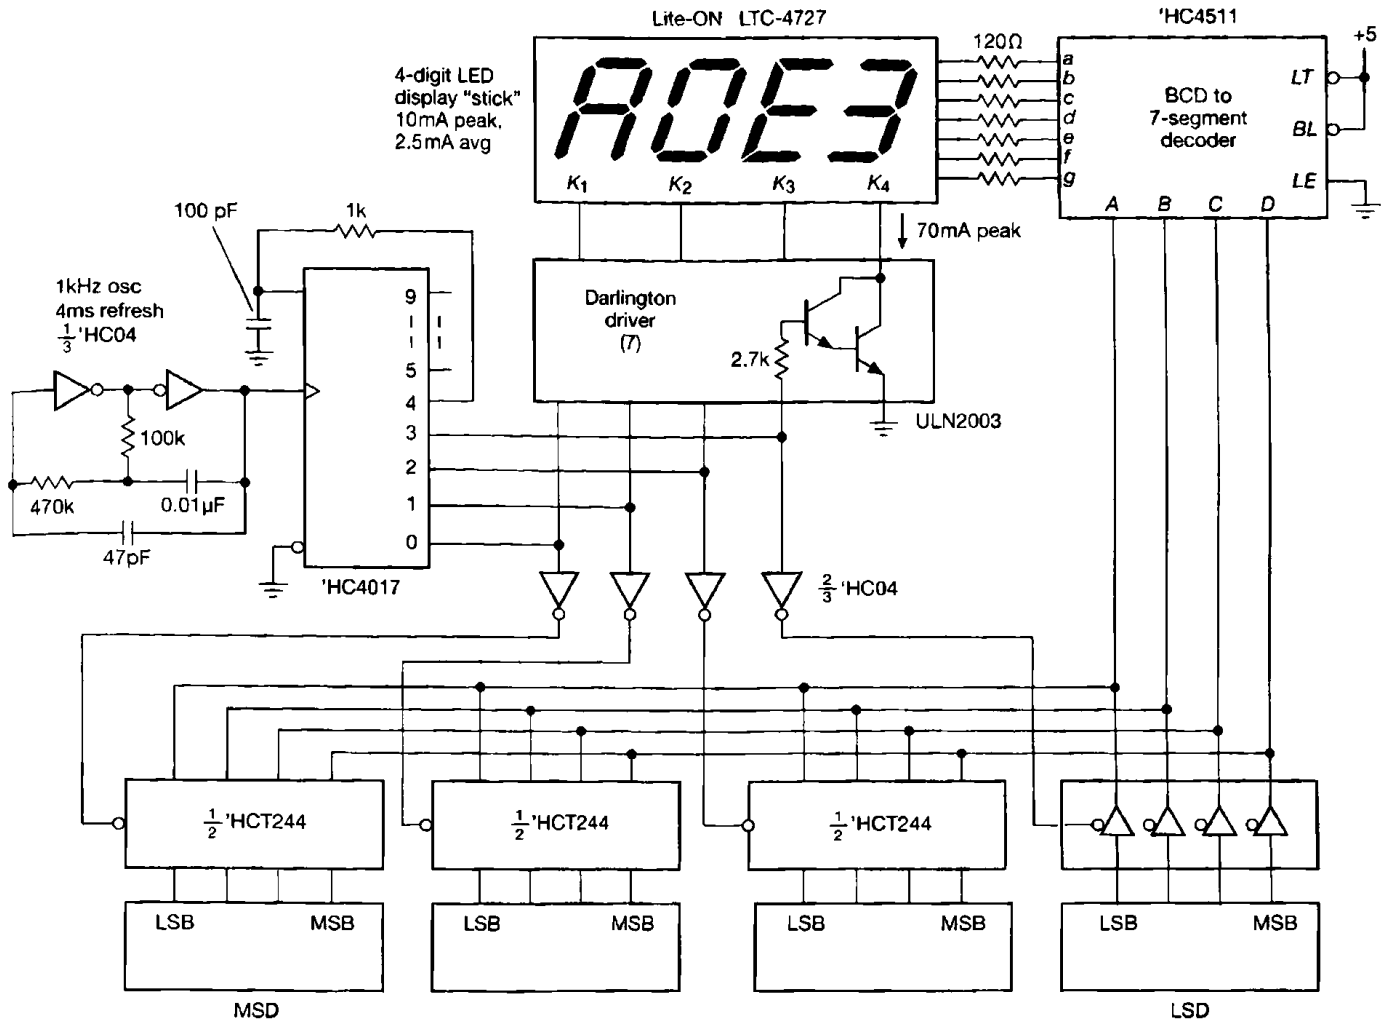 Lite-ON LTC-4727
'HC4511
+5
4-digit LED
display "stick"
10mA peak,
2.5mA avg
AOE3
K1
K2
K3
K4
120Ω
a
b
c
d
e
f
g
BCD to
7-segment
decoder
LT
BL
LE
A
B
C
D
100 pF
1k
70mA peak
1kHz osc
4ms refresh
1/3 'HC04
9
5
4
3
2
1
0
Darlington
driver
(7)
2.7k
ULN2003
100k
470k
0.01µF
47pF
'HC4017
2/3 'HC04
1/2 'HCT244
1/2 'HCT244
1/2 'HCT244
LSB
MSB
LSB
MSB
LSB
MSB
LSB
MSB
MSD
LSD